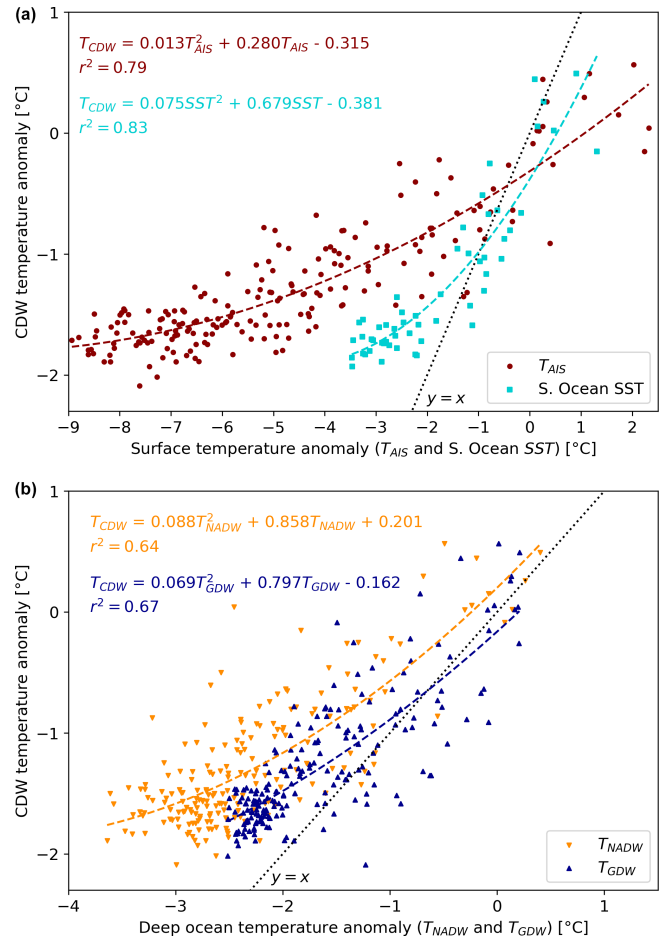 (a)
T_CDW = 0.013T²_AIS + 0.280T_AIS - 0.315
r² = 0.79
T_CDW = 0.075SST² + 0.679SST - 0.381
r² = 0.83
CDW temperature anomaly [°C]
1
0
−1
−2
T_AIS
S. Ocean SST
y = x
−9 −8 −7 −6 −5 −4 −3 −2 −1 0 1 2
Surface temperature anomaly (T_AIS and S. Ocean SST) [°C]
(b)
T_CDW = 0.088T²_NADW + 0.858T_NADW + 0.201
r² = 0.64
T_CDW = 0.069T²_GDW + 0.797T_GDW - 0.162
r² = 0.67
CDW temperature anomaly [°C]
1
0
−1
−2
T_NADW
T_GDW
y = x
−4 −3 −2 −1 0 1
Deep ocean temperature anomaly (T_NADW and T_GDW) [°C]